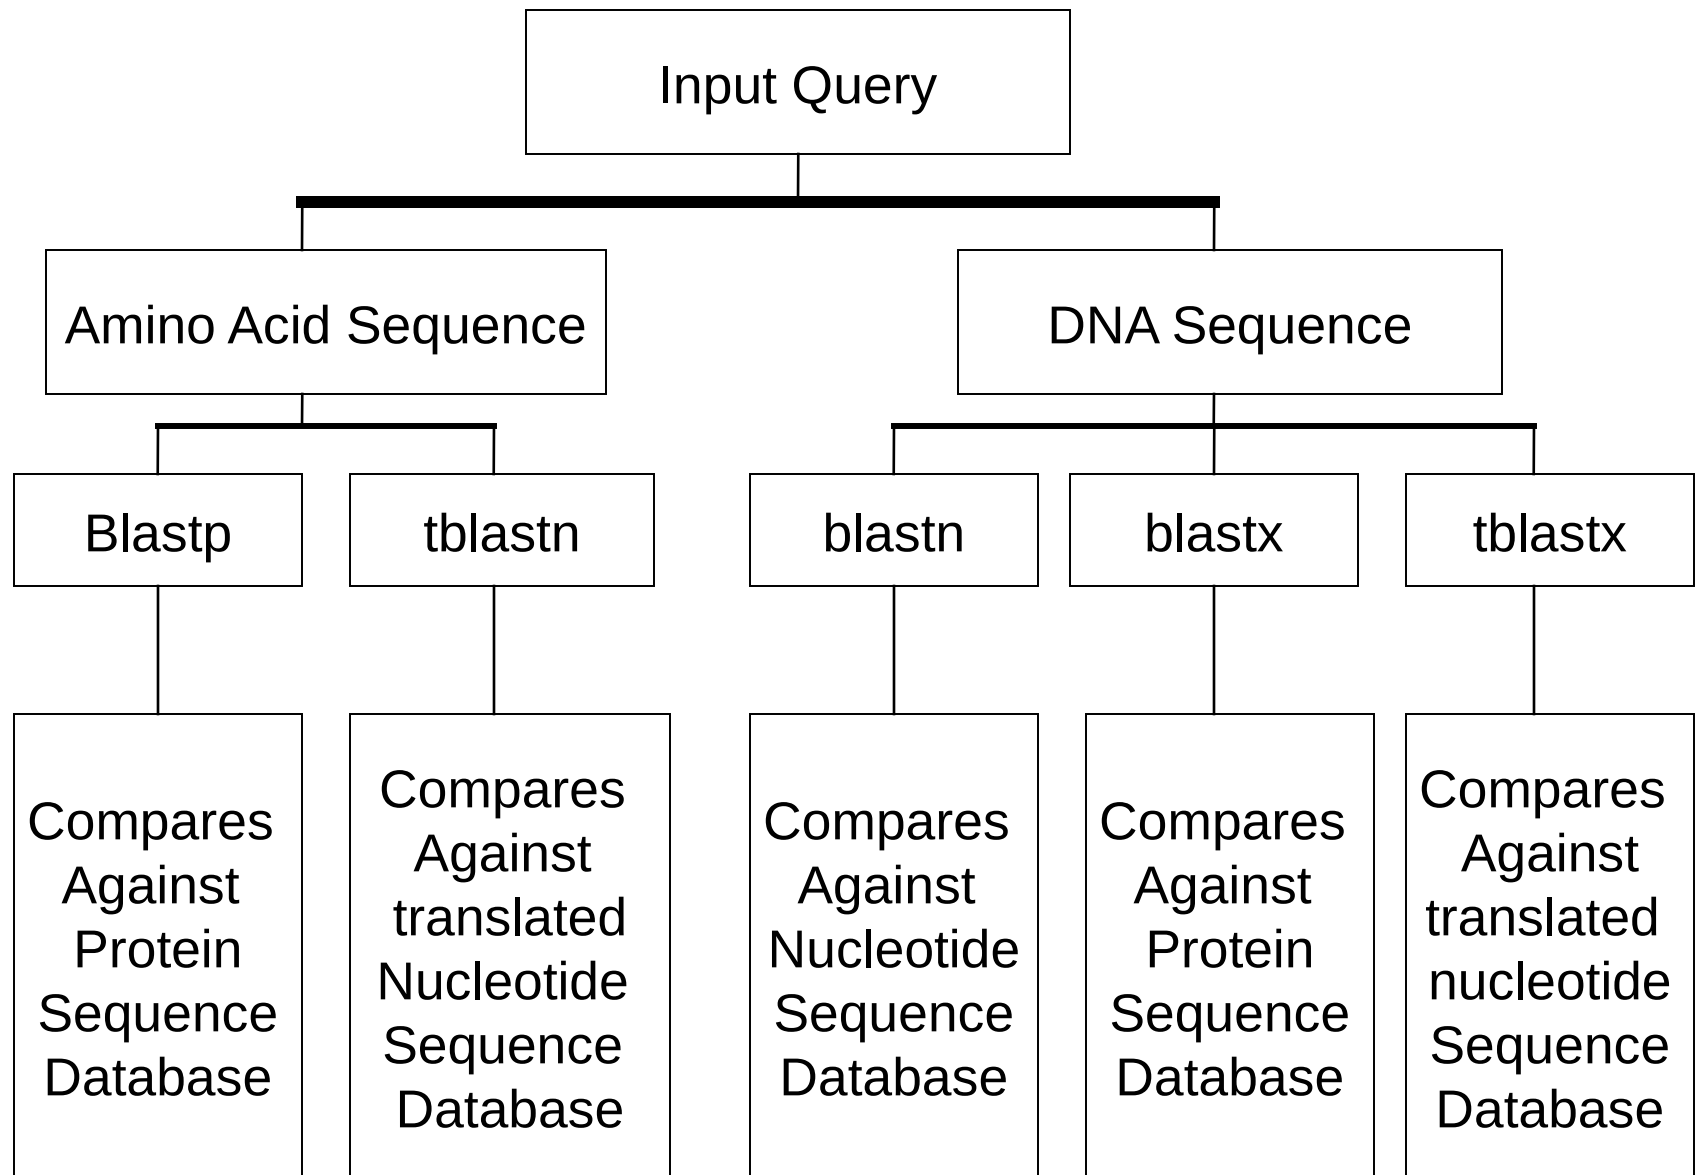 Input Query
Amino Acid Sequence
DNA Sequence
Blastp
tblastn
blastn
blastx
tblastx
Compares
Against
Protein
Sequence
Database
Compares
Against
translated
Nucleotide
Sequence
Database
Compares
Against
Nucleotide
Sequence
Database
Compares
Against
Protein
Sequence
Database
Compares
Against
translated
nucleotide
Sequence
Database